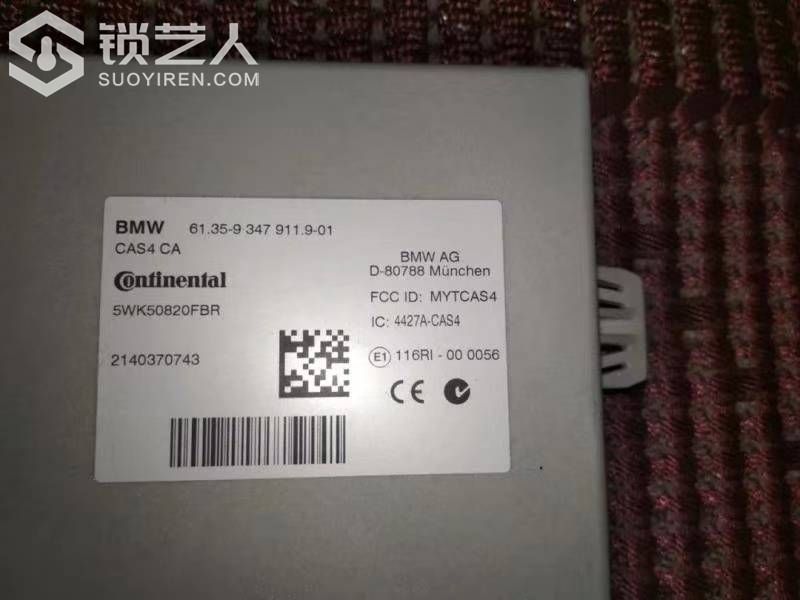 锁艺人
SUOYIREN.COM
BMW 61.35-9 347 911.9-01
CAS4 CA
Continental
5WK50820FBR
2140370743
BMW AG
D-80788 München
FCC ID: MYTCAS4
IC: 4427A-CAS4
E1 116RI - 00 0056
CE